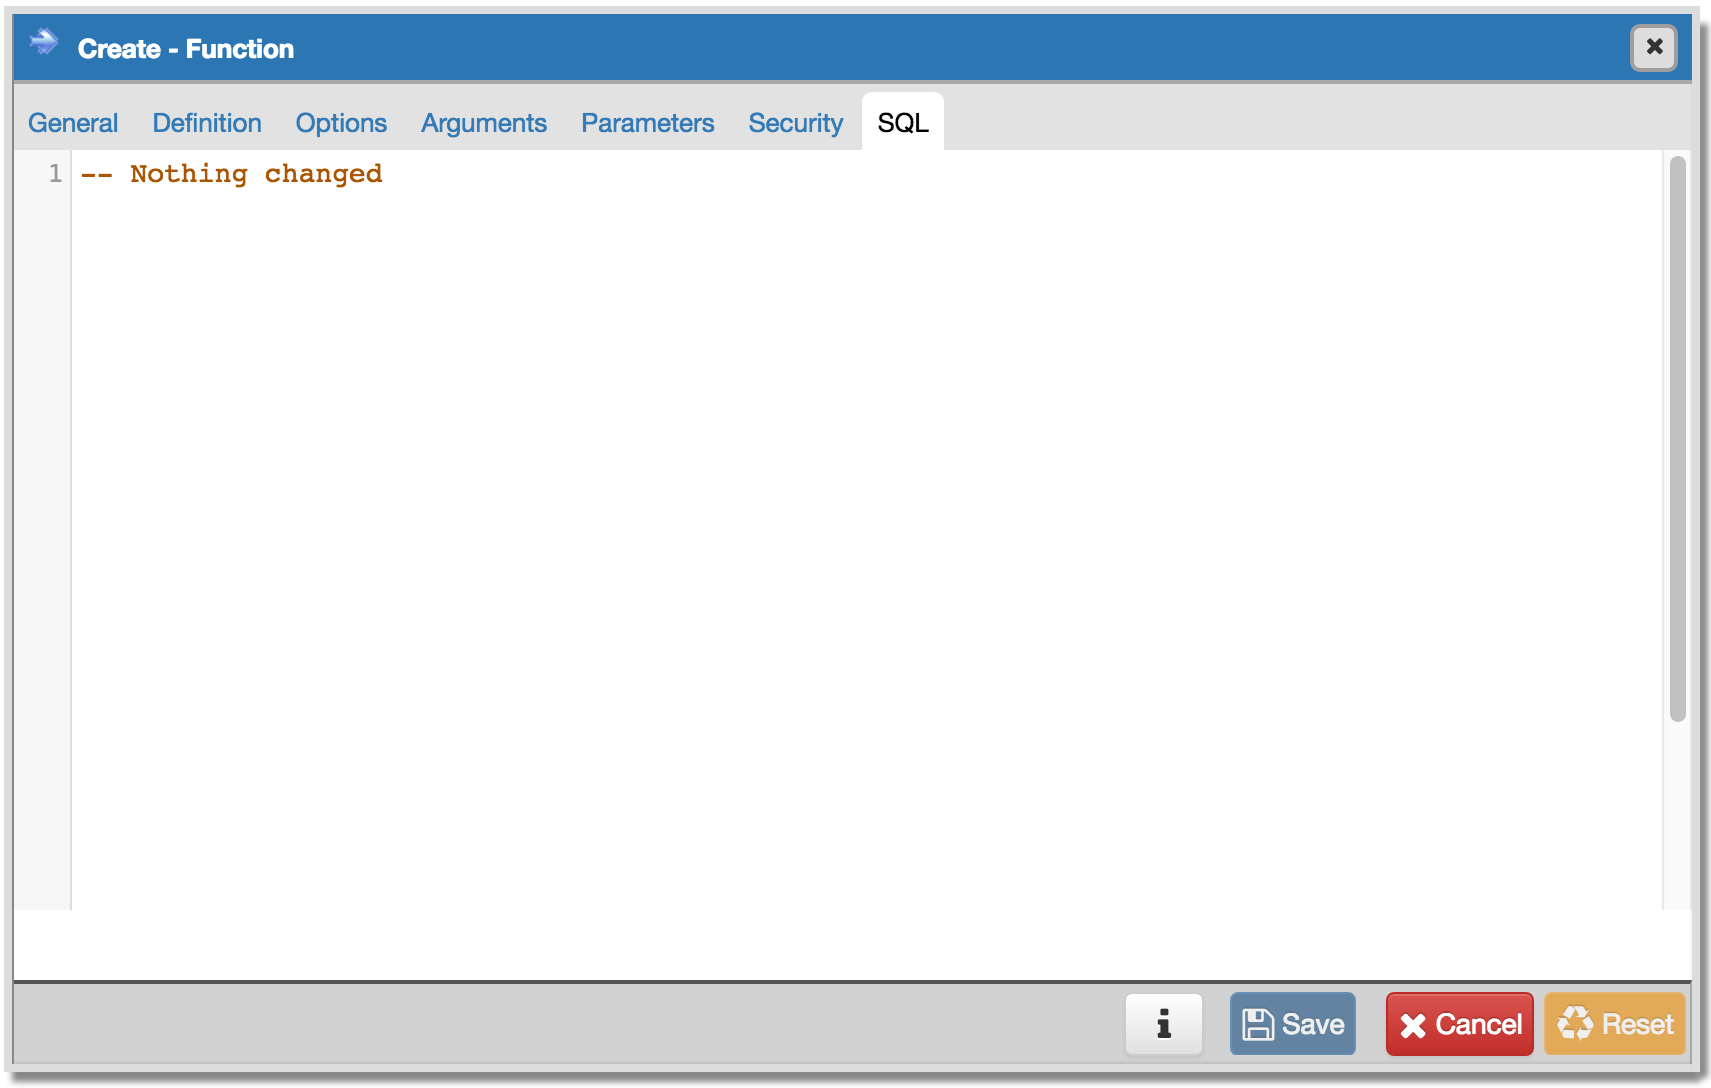 Create - Function
General Definition Options Arguments Parameters Security SQL
1 -- Nothing changed
Save Cancel Reset